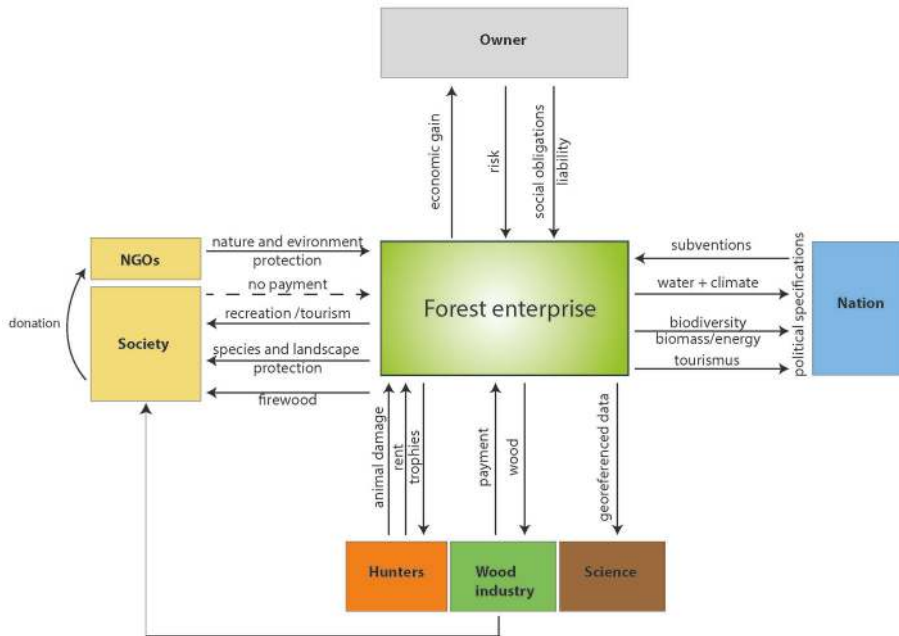 Owner
economic gain
risk
social obligations
liability
NGOs
nature and evironment
protection
no payment
donation
Society
recreation /tourism
species and landscape
protection
firewood
Forest enterprise
subventions
water + climate
biodiversity
biomass/energy
tourismus
political specifications
Nation
animal damage
rent
trophies
payment
wood
georeferenced data
Hunters
Wood
industry
Science